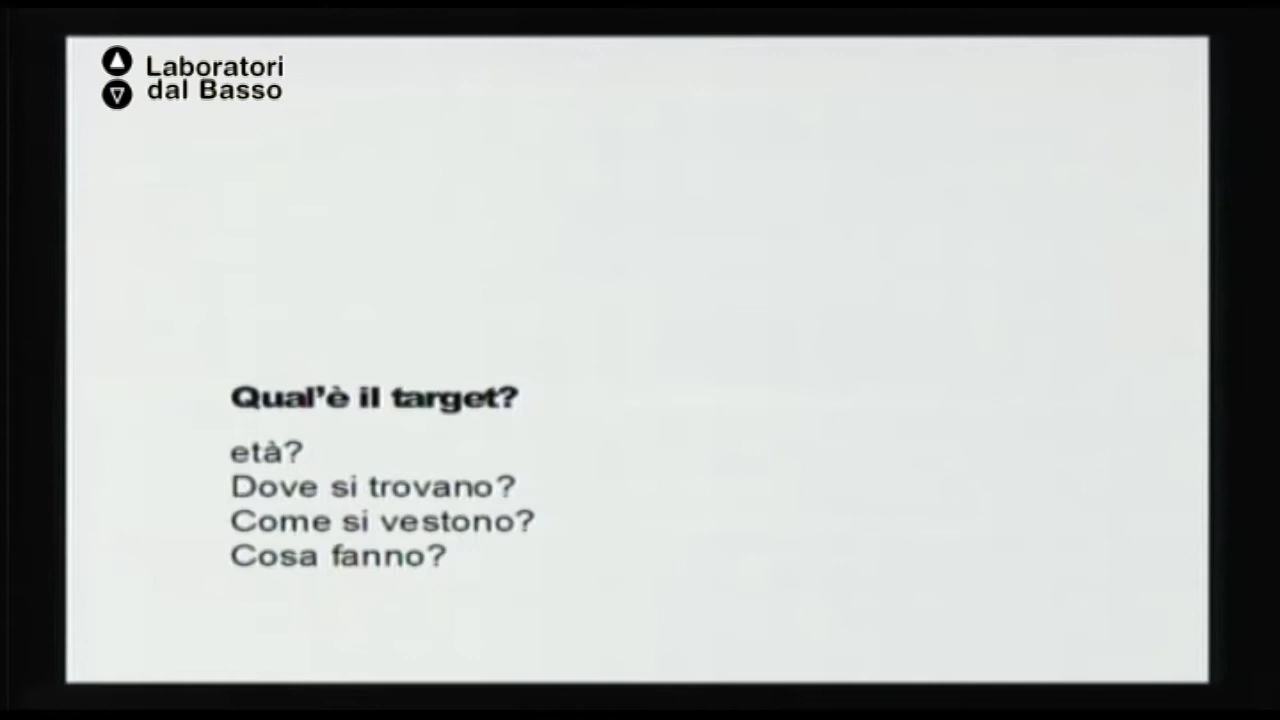 Laboratori
dal Basso
Qual'è il target?
età?
Dove si trovano?
Come si vestono?
Cosa fanno?